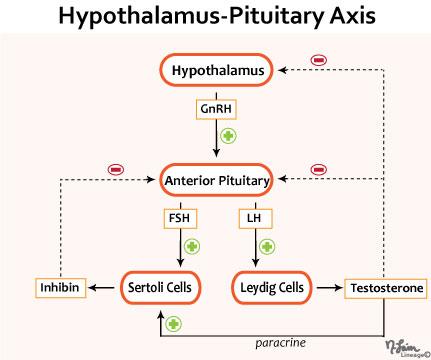 Hypothalamus-Pituitary Axis
Hypothalamus
GnRH
Anterior Pituitary
FSH
LH
Inhibin
Sertoli Cells
Leydig Cells
Testosterone
paracrine
Lineage